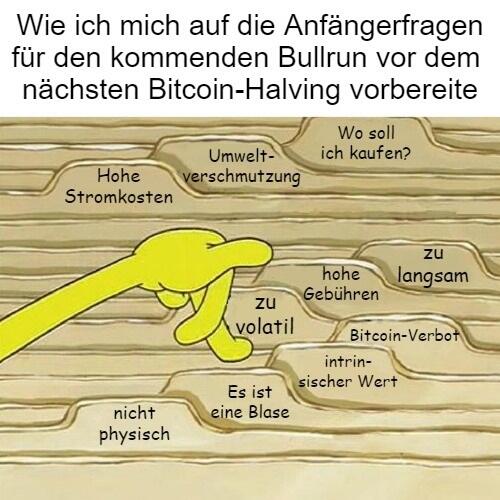 Wie ich mich auf die Anfängerfragen
für den kommenden Bullrun vor dem
nächsten Bitcoin-Halving vorbereite
Wo soll
ich kaufen?
Umwelt-
verschmutzung
Hohe
Stromkosten
zu
langsam
hohe
Gebühren
zu
volatil
Bitcoin-Verbot
intrin-
sischer Wert
Es ist
eine Blase
nicht
physisch